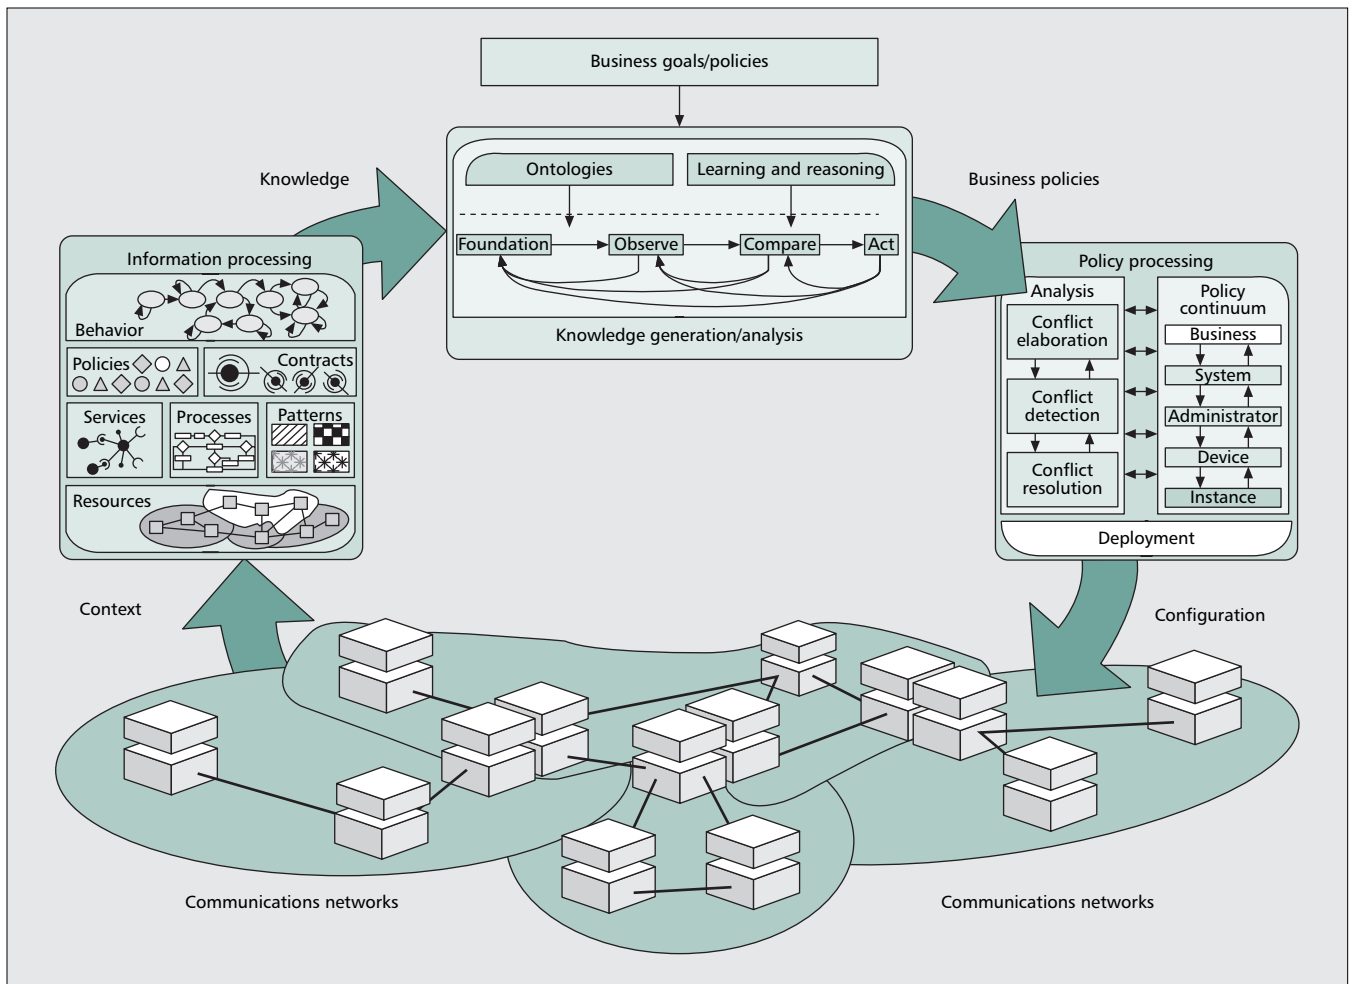 Business goals/policies
Knowledge
Ontologies
Learning and reasoning
Business policies
Foundation
Observe
Compare
Act
Knowledge generation/analysis
Information processing
Behavior
Policies
Contracts
Services
Processes
Patterns
Resources
Policy processing
Analysis
Conflict
elaboration
Conflict
detection
Conflict
resolution
Policy
continuum
Business
System
Administrator
Device
Instance
Deployment
Context
Configuration
Communications networks
Communications networks